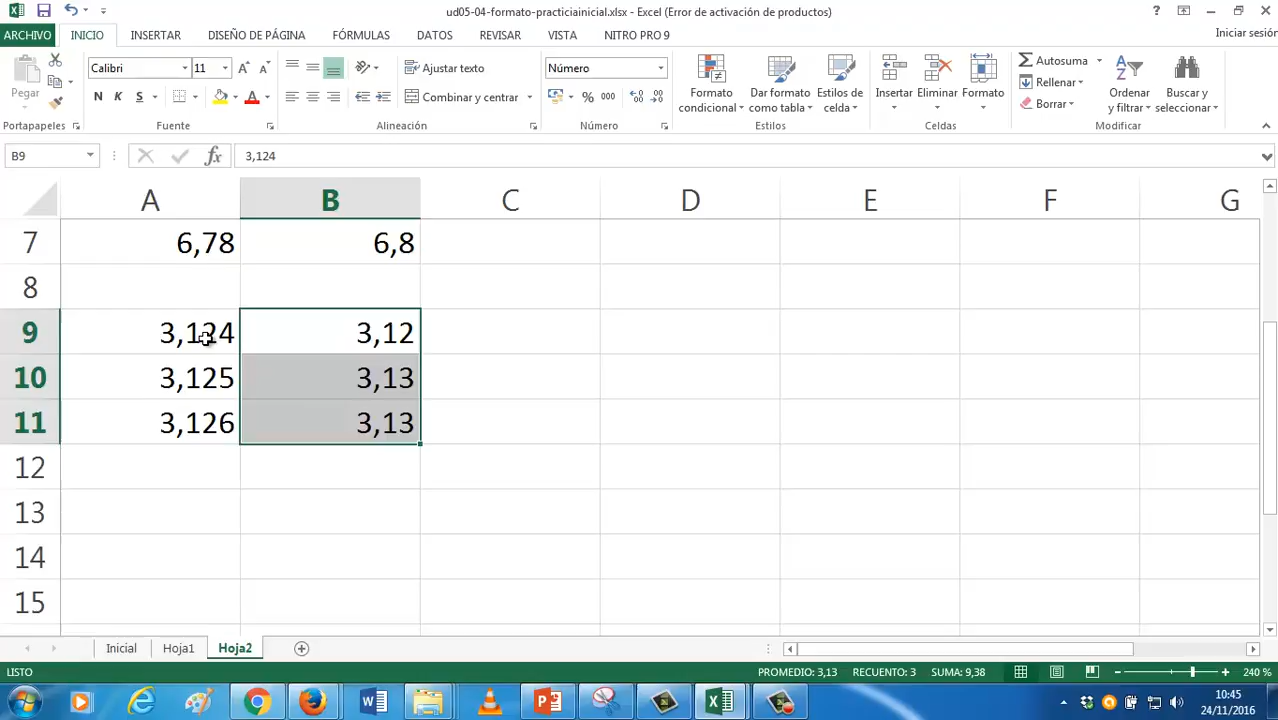 ud05-04-formato-practiciainicial.xlsx - Excel (Error de activación de productos)
ARCHIVO INICIO INSERTAR DISEÑO DE PÁGINA FÓRMULAS DATOS REVISAR VISTA NITRO PRO 9 Iniciar sesión
Pegar
Calibri 11
N K S
Ajustar texto
Combinar y centrar
Número
% 000
Formato condicional
Dar formato como tabla
Estilos de celda
Insertar
Eliminar
Formato
Autosuma
Rellenar
Borrar
Ordenar y filtrar
Buscar y seleccionar
Portapapeles Fuente Alineación Número Estilos Celdas Modificar
B9 fx 3,124
A B C D E F G
7 6,78 6,8
8
9 3,124 3,12
10 3,125 3,13
11 3,126 3,13
12
13
14
15
Inicial Hoja1 Hoja2
LISTO PROMEDIO: 3,13 RECUENTO: 3 SUMA: 9,38 240 %
10:45
24/11/2016